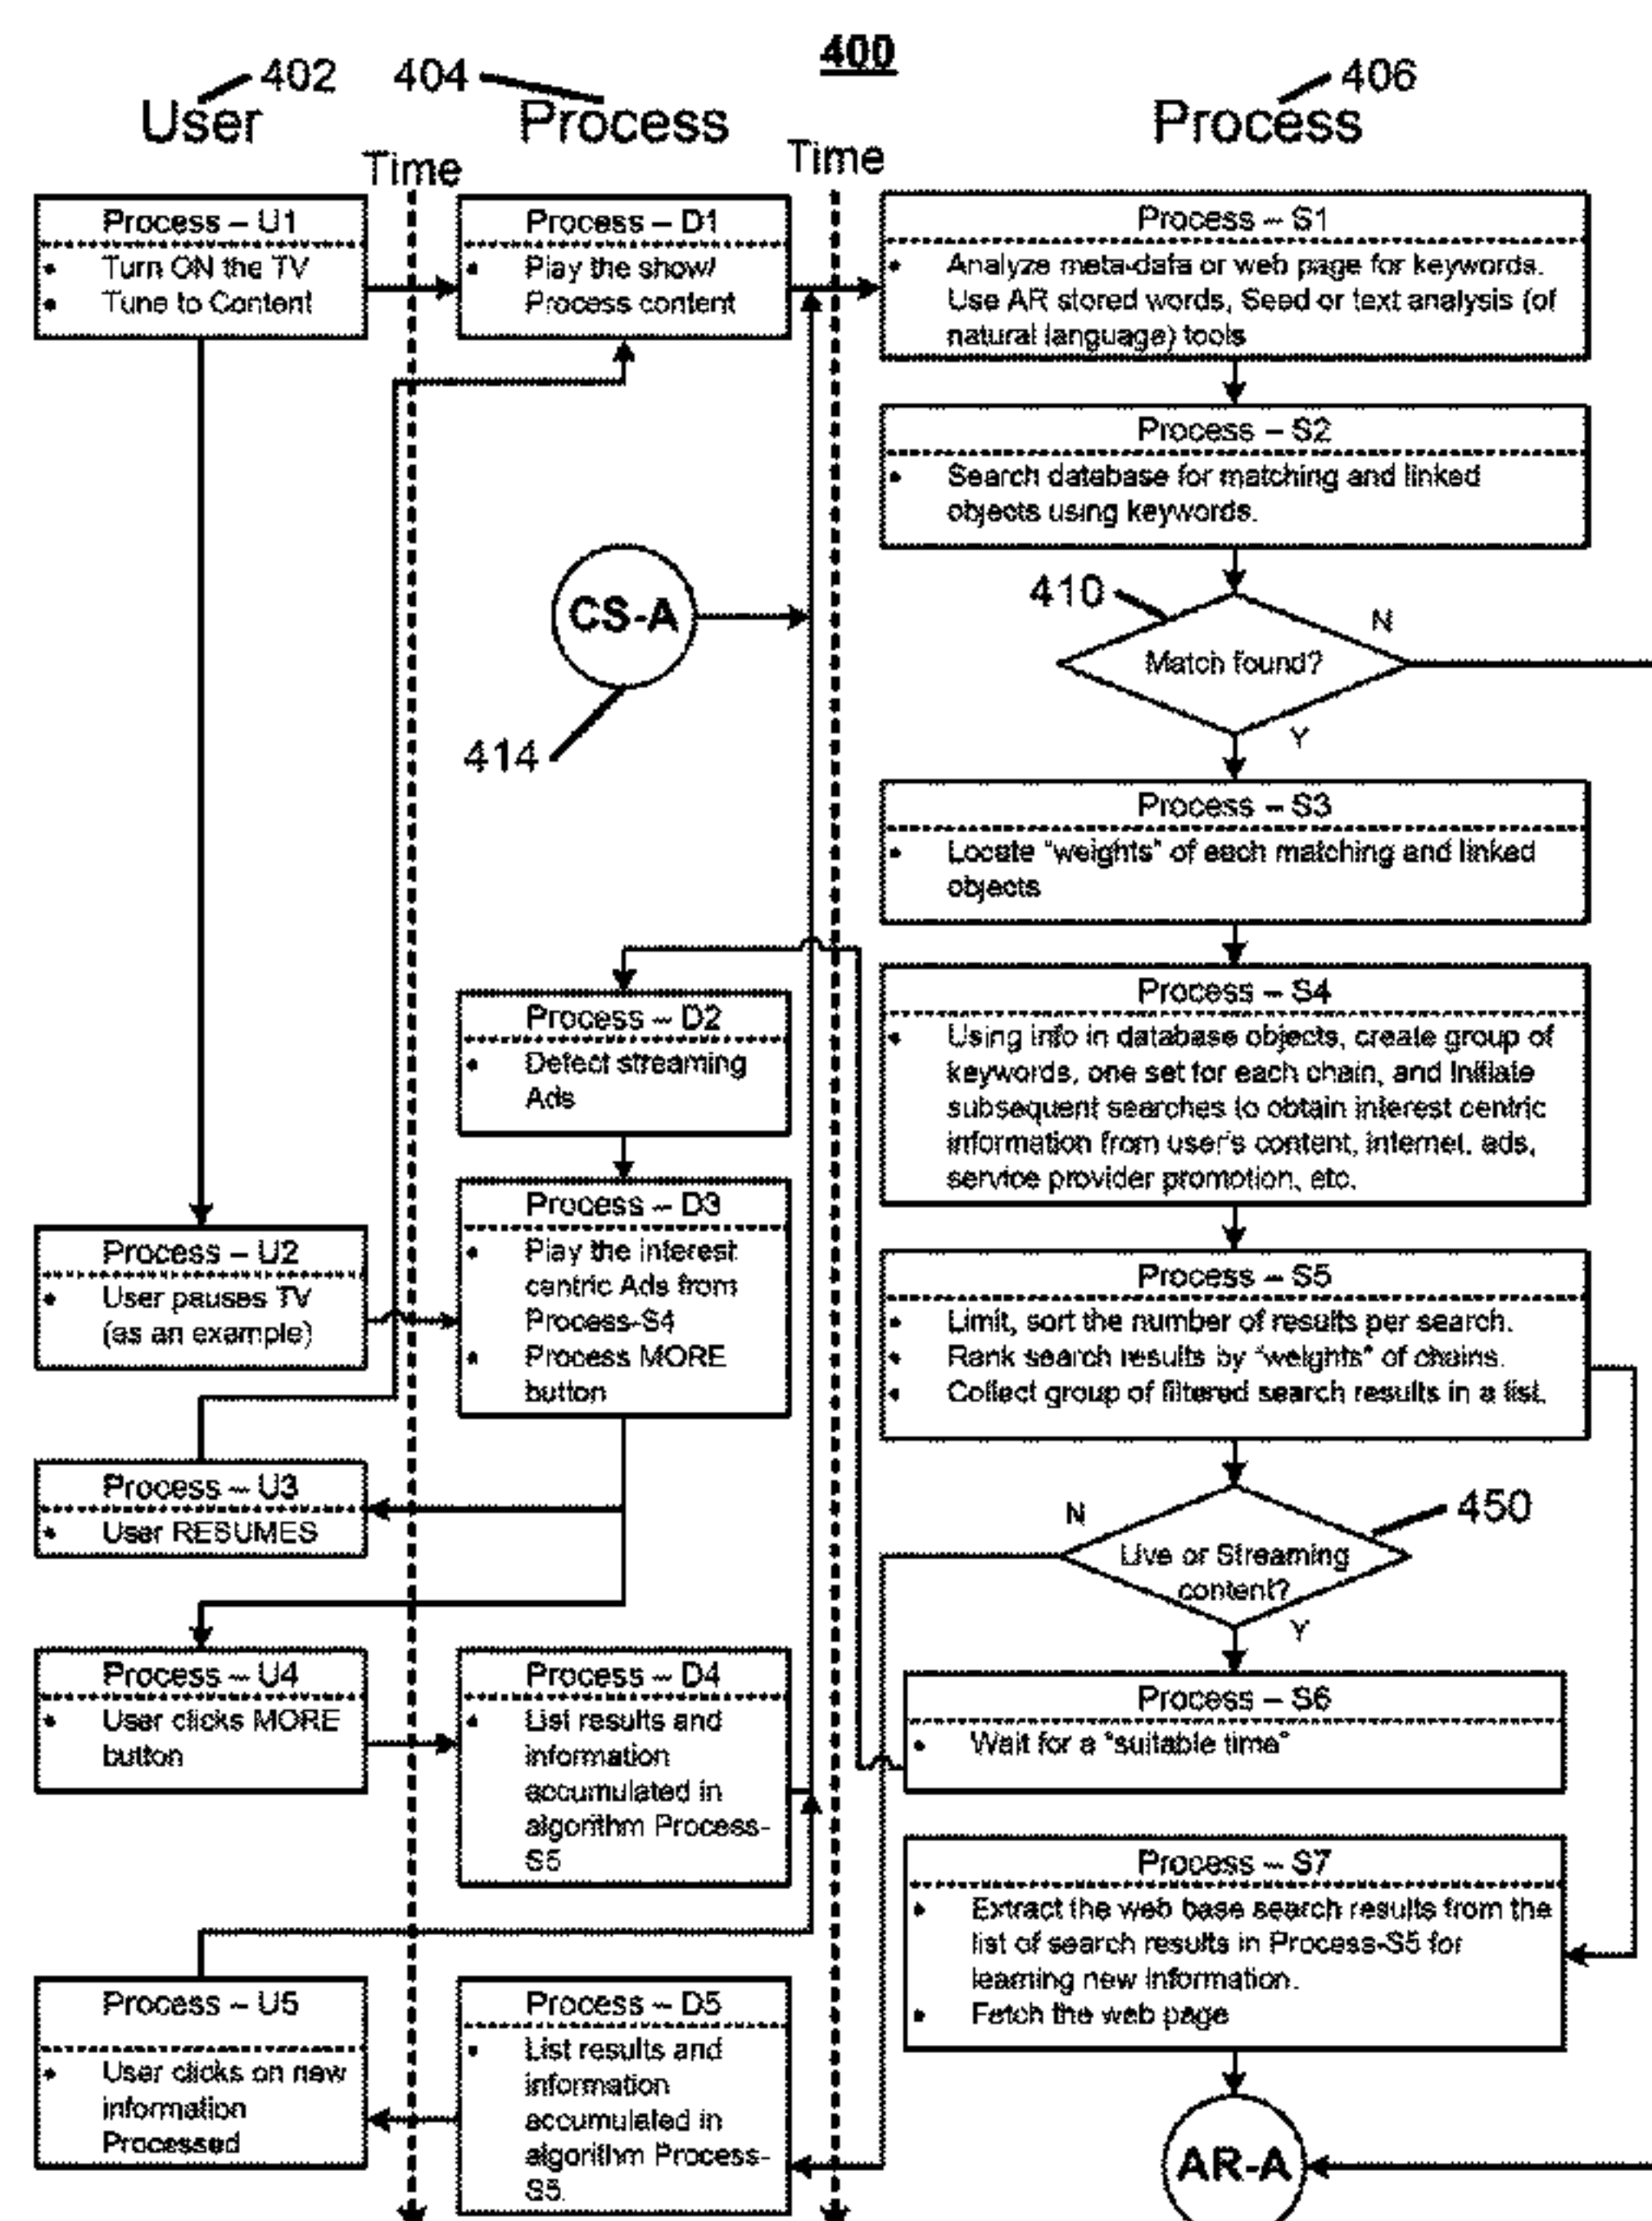 400
402
User
404
Process
406
Process
Time
Time
Process – U1
• Turn ON the TV
• Tune to Content
Process – D1
• Play the show/
Process content
Process – S1
• Analyze meta-data or web page for keywords.
Use AR stored words, Seed or text analysis (of
natural language) tools
Process – S2
• Search database for matching and linked
objects using keywords.
CS-A
414
410
Match found?
N
Y
Process – S3
• Locate "weights" of each matching and linked
objects
Process – D2
• Detect streaming
Ads
Process – S4
• Using info in database objects, create group of
keywords, one set for each chain, and initiate
subsequent searches to obtain interest centric
information from user's content, internet, ads,
service provider promotion, etc.
Process – U2
• User pauses TV
(as an example)
Process – D3
• Play the interest
centric Ads from
Process-S4
• Process MORE
button
Process – S5
• Limit, sort the number of results per search.
• Rank search results by "weights" of chains.
• Collect group of filtered search results in a list.
Process – U3
• User RESUMES
N
450
Live or Streaming
content?
Y
Process – U4
• User clicks MORE
button
Process – D4
• List results and
information
accumulated in
algorithm Process-
S5
Process – S6
• Wait for a "suitable time"
Process – S7
• Extract the web base search results from the
list of search results in Process-S5 for
learning new information.
• Fetch the web page
Process – U5
• User clicks on new
information
Processed
Process – D5
• List results and
information
accumulated in
algorithm Process-
S5.
AR-A